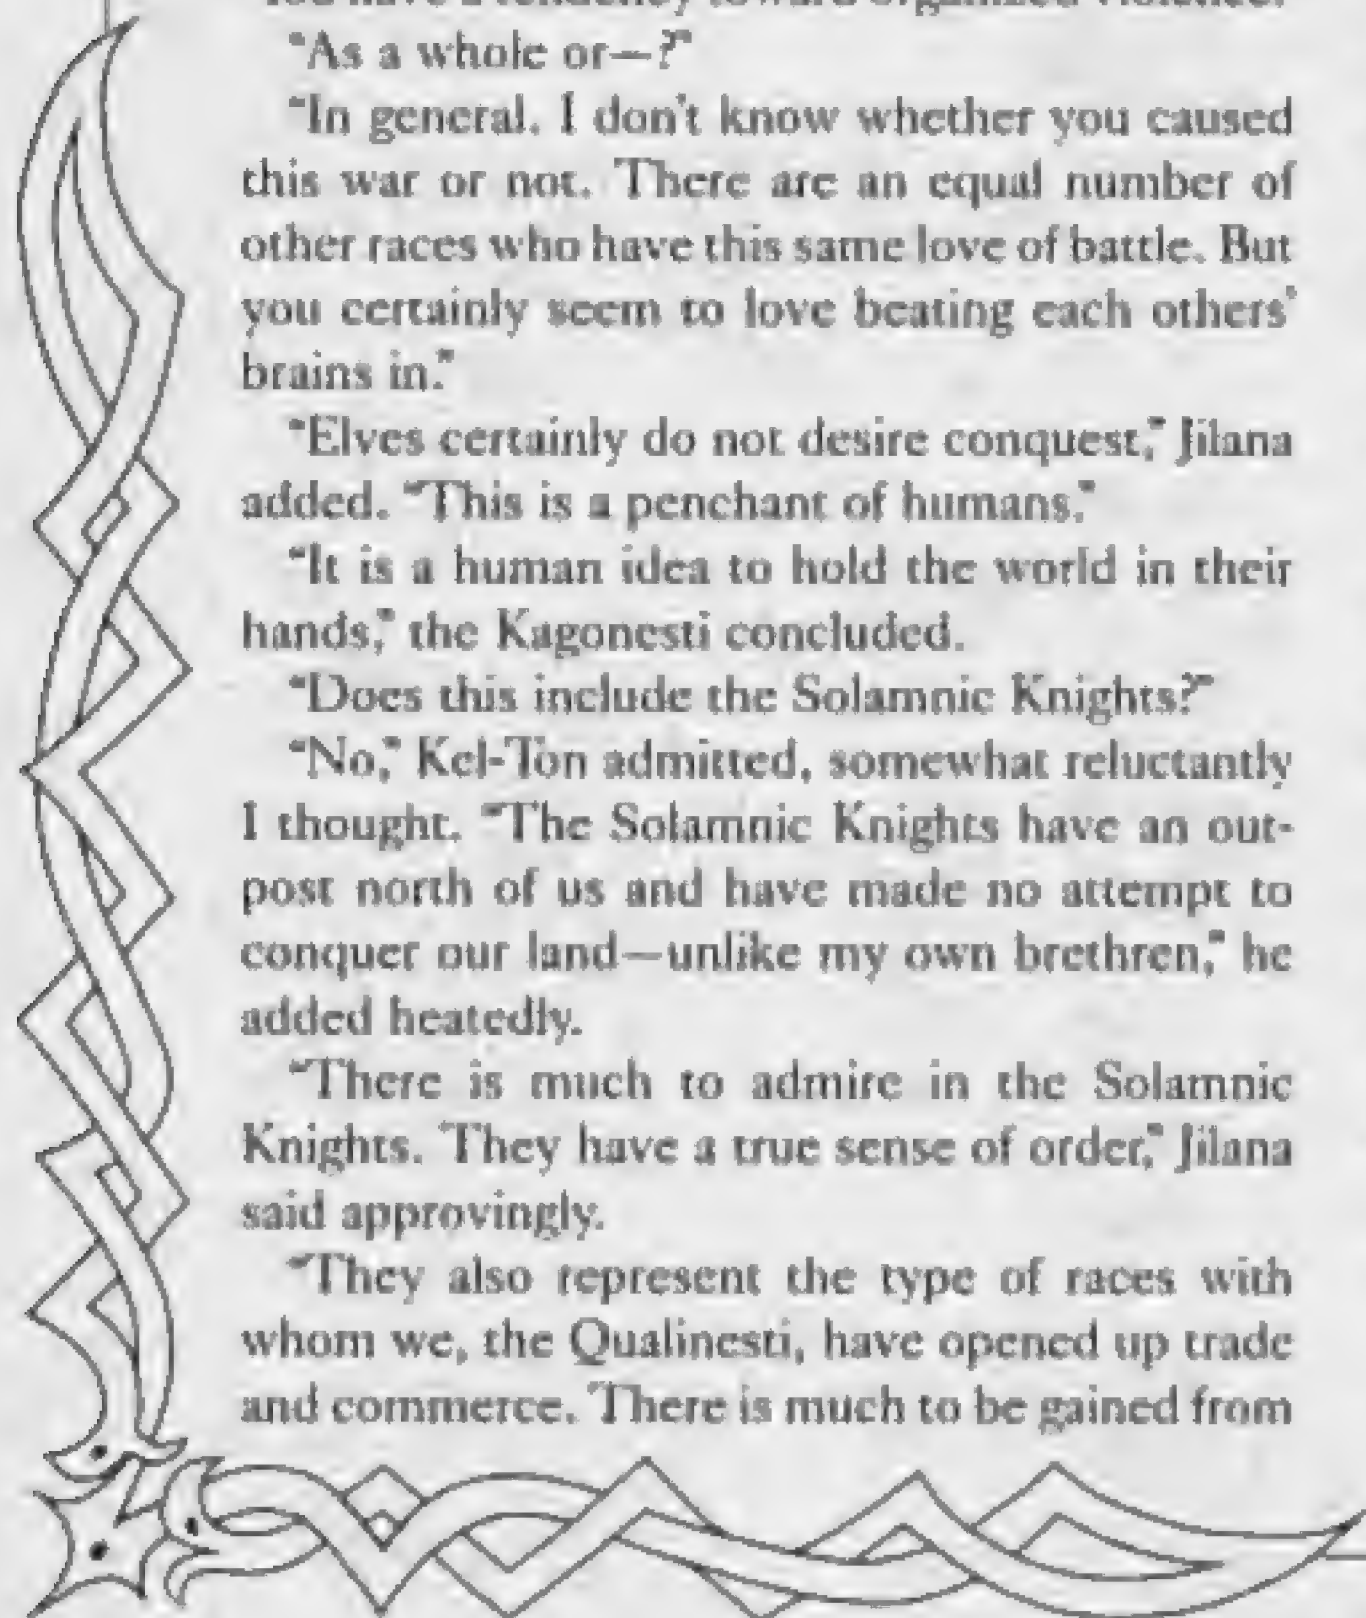 You have a tendency toward organized violence."
"As a whole or—?"
"In general. I don't know whether you caused
this war or not. There are an equal number of
other races who have this same love of battle. But
you certainly seem to love beating each others'
brains in."
"Elves certainly do not desire conquest," Jilana
added. "This is a penchant of humans."
"It is a human idea to hold the world in their
hands," the Kagonesti concluded.
"Does this include the Solamnic Knights?"
"No," Kel-Ton admitted, somewhat reluctantly
I thought. "The Solamnic Knights have an out-
post north of us and have made no attempt to
conquer our land—unlike my own brethren," he
added heatedly.
"There is much to admire in the Solamnic
Knights. They have a true sense of order," Jilana
said approvingly.
"They also represent the type of races with
whom we, the Qualinesti, have opened up trade
and commerce. There is much to be gained from